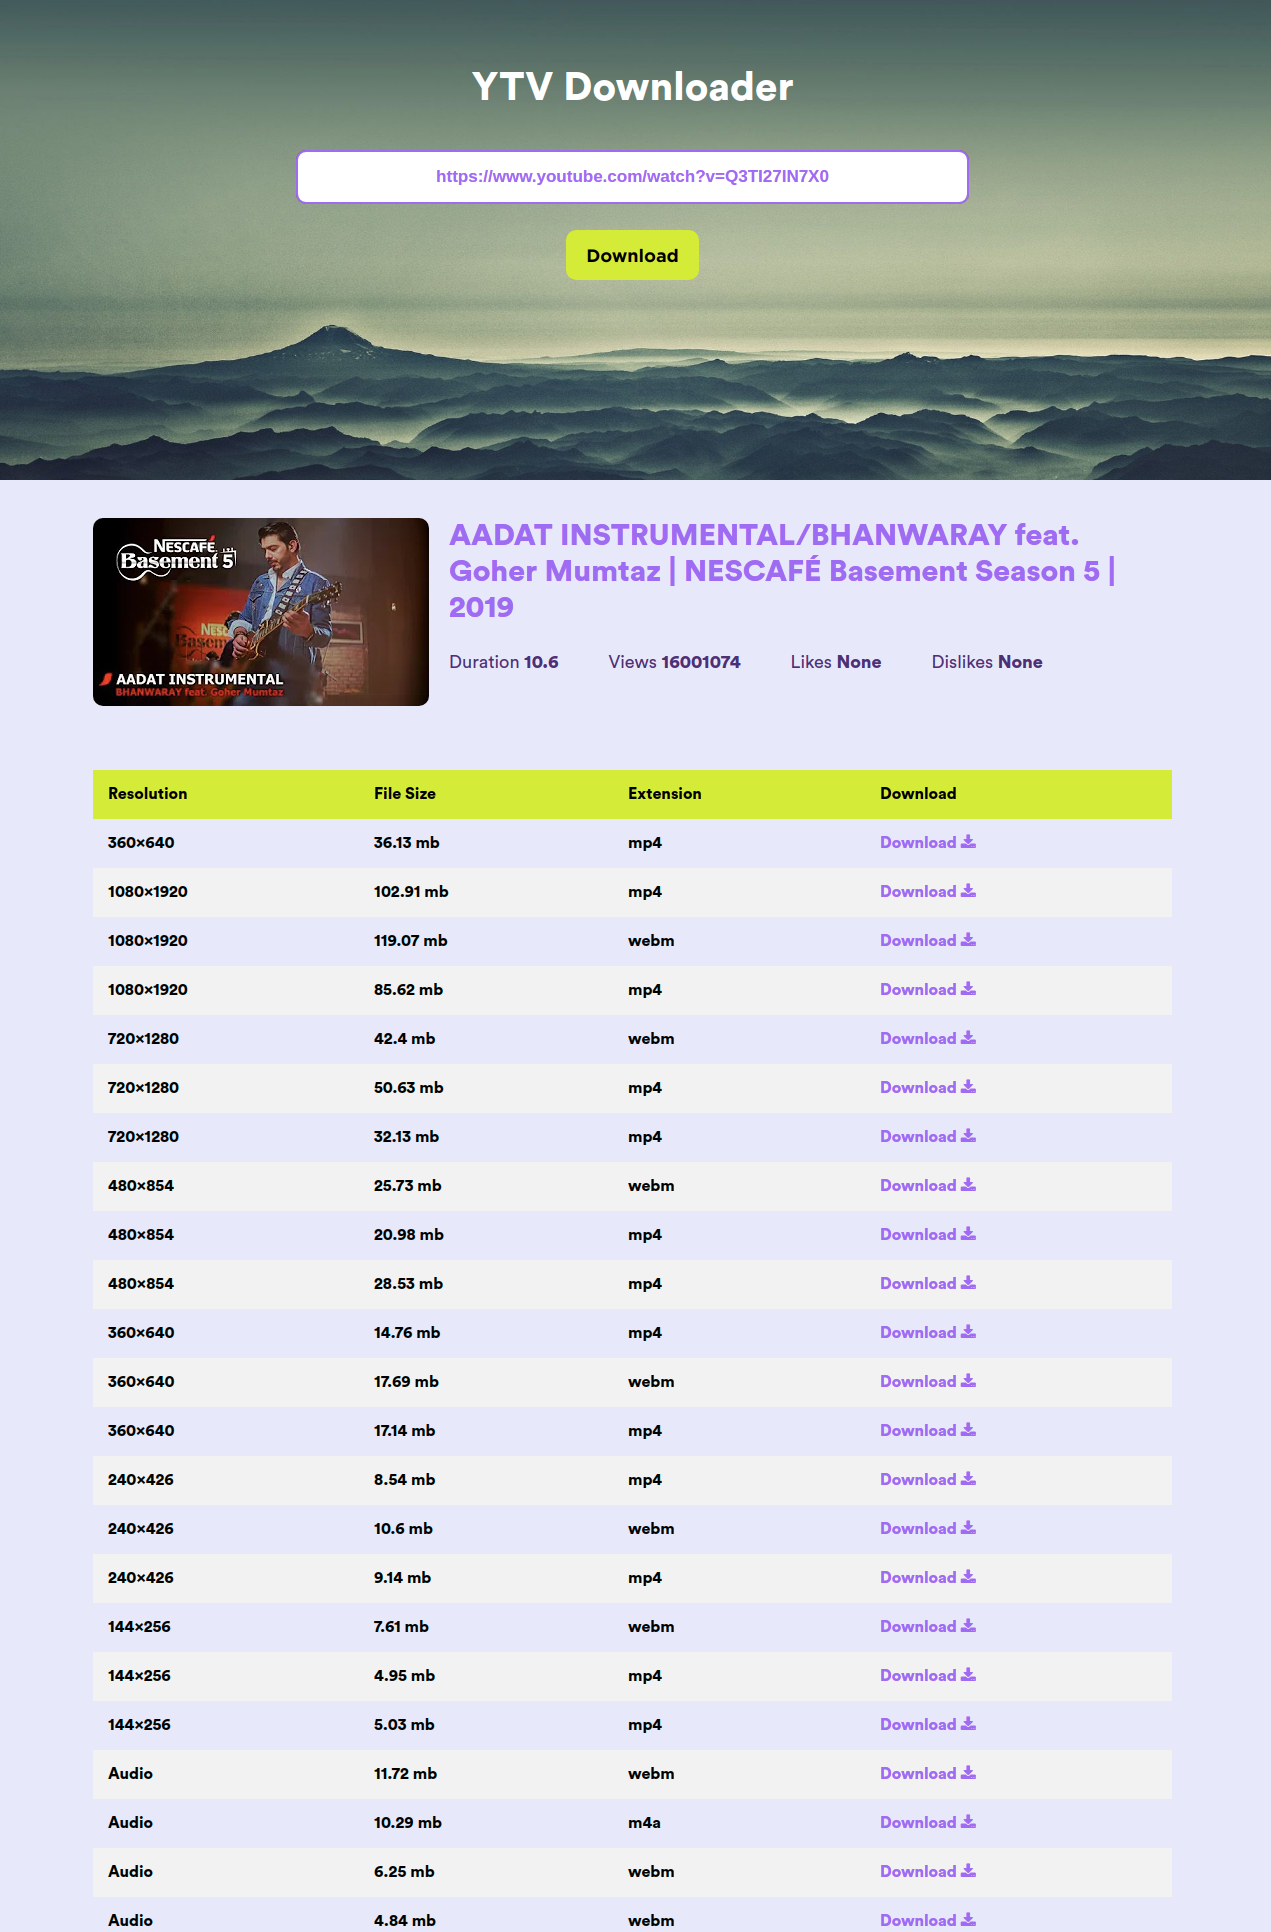 YTV Downloader
https://www.youtube.com/watch?v=Q3TI27IN7X0
Download
NESCAFÉ
Basement 5
AADAT INSTRUMENTAL
BHANWARAY feat. Goher Mumtaz
AADAT INSTRUMENTAL/BHANWARAY feat.
Goher Mumtaz | NESCAFÉ Basement Season 5 |
2019
Duration 10.6 Views 16001074 Likes None Dislikes None
Resolution File Size Extension Download
360×640 36.13 mb mp4 Download
1080×1920 102.91 mb mp4 Download
1080×1920 119.07 mb webm Download
1080×1920 85.62 mb mp4 Download
720×1280 42.4 mb webm Download
720×1280 50.63 mb mp4 Download
720×1280 32.13 mb mp4 Download
480×854 25.73 mb webm Download
480×854 20.98 mb mp4 Download
480×854 28.53 mb mp4 Download
360×640 14.76 mb mp4 Download
360×640 17.69 mb webm Download
360×640 17.14 mb mp4 Download
240×426 8.54 mb mp4 Download
240×426 10.6 mb webm Download
240×426 9.14 mb mp4 Download
144×256 7.61 mb webm Download
144×256 4.95 mb mp4 Download
144×256 5.03 mb mp4 Download
Audio 11.72 mb webm Download
Audio 10.29 mb m4a Download
Audio 6.25 mb webm Download
Audio 4.84 mb webm Download